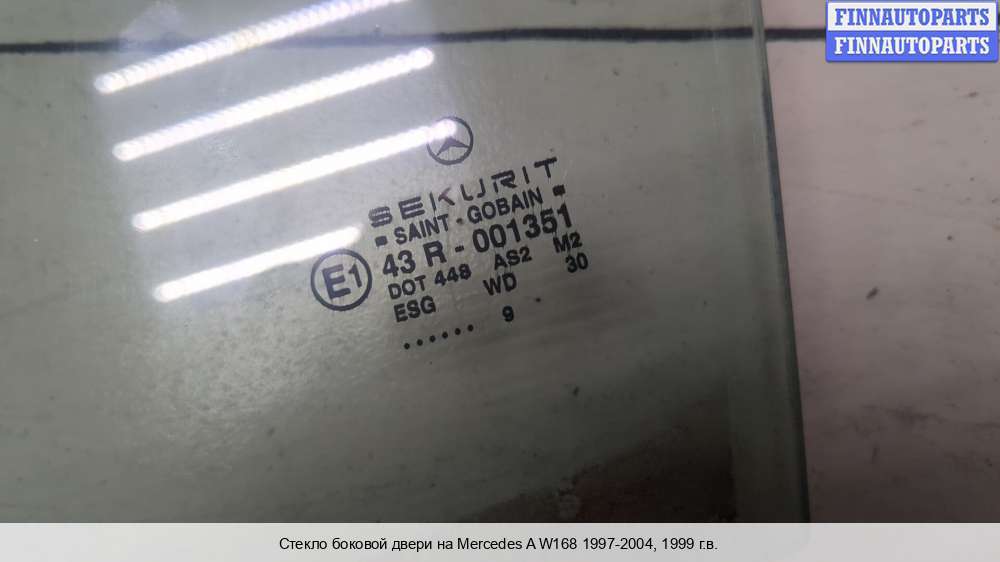 FINNAUTOPARTS
FINNAUTOPARTS
SEKURIT
SAINT - GOBAIN
E1
43 R - 001351
DOT 448 AS2 M2
ESG WD 30
...... 9
Стекло боковой двери на Mercedes A W168 1997-2004, 1999 г.в.